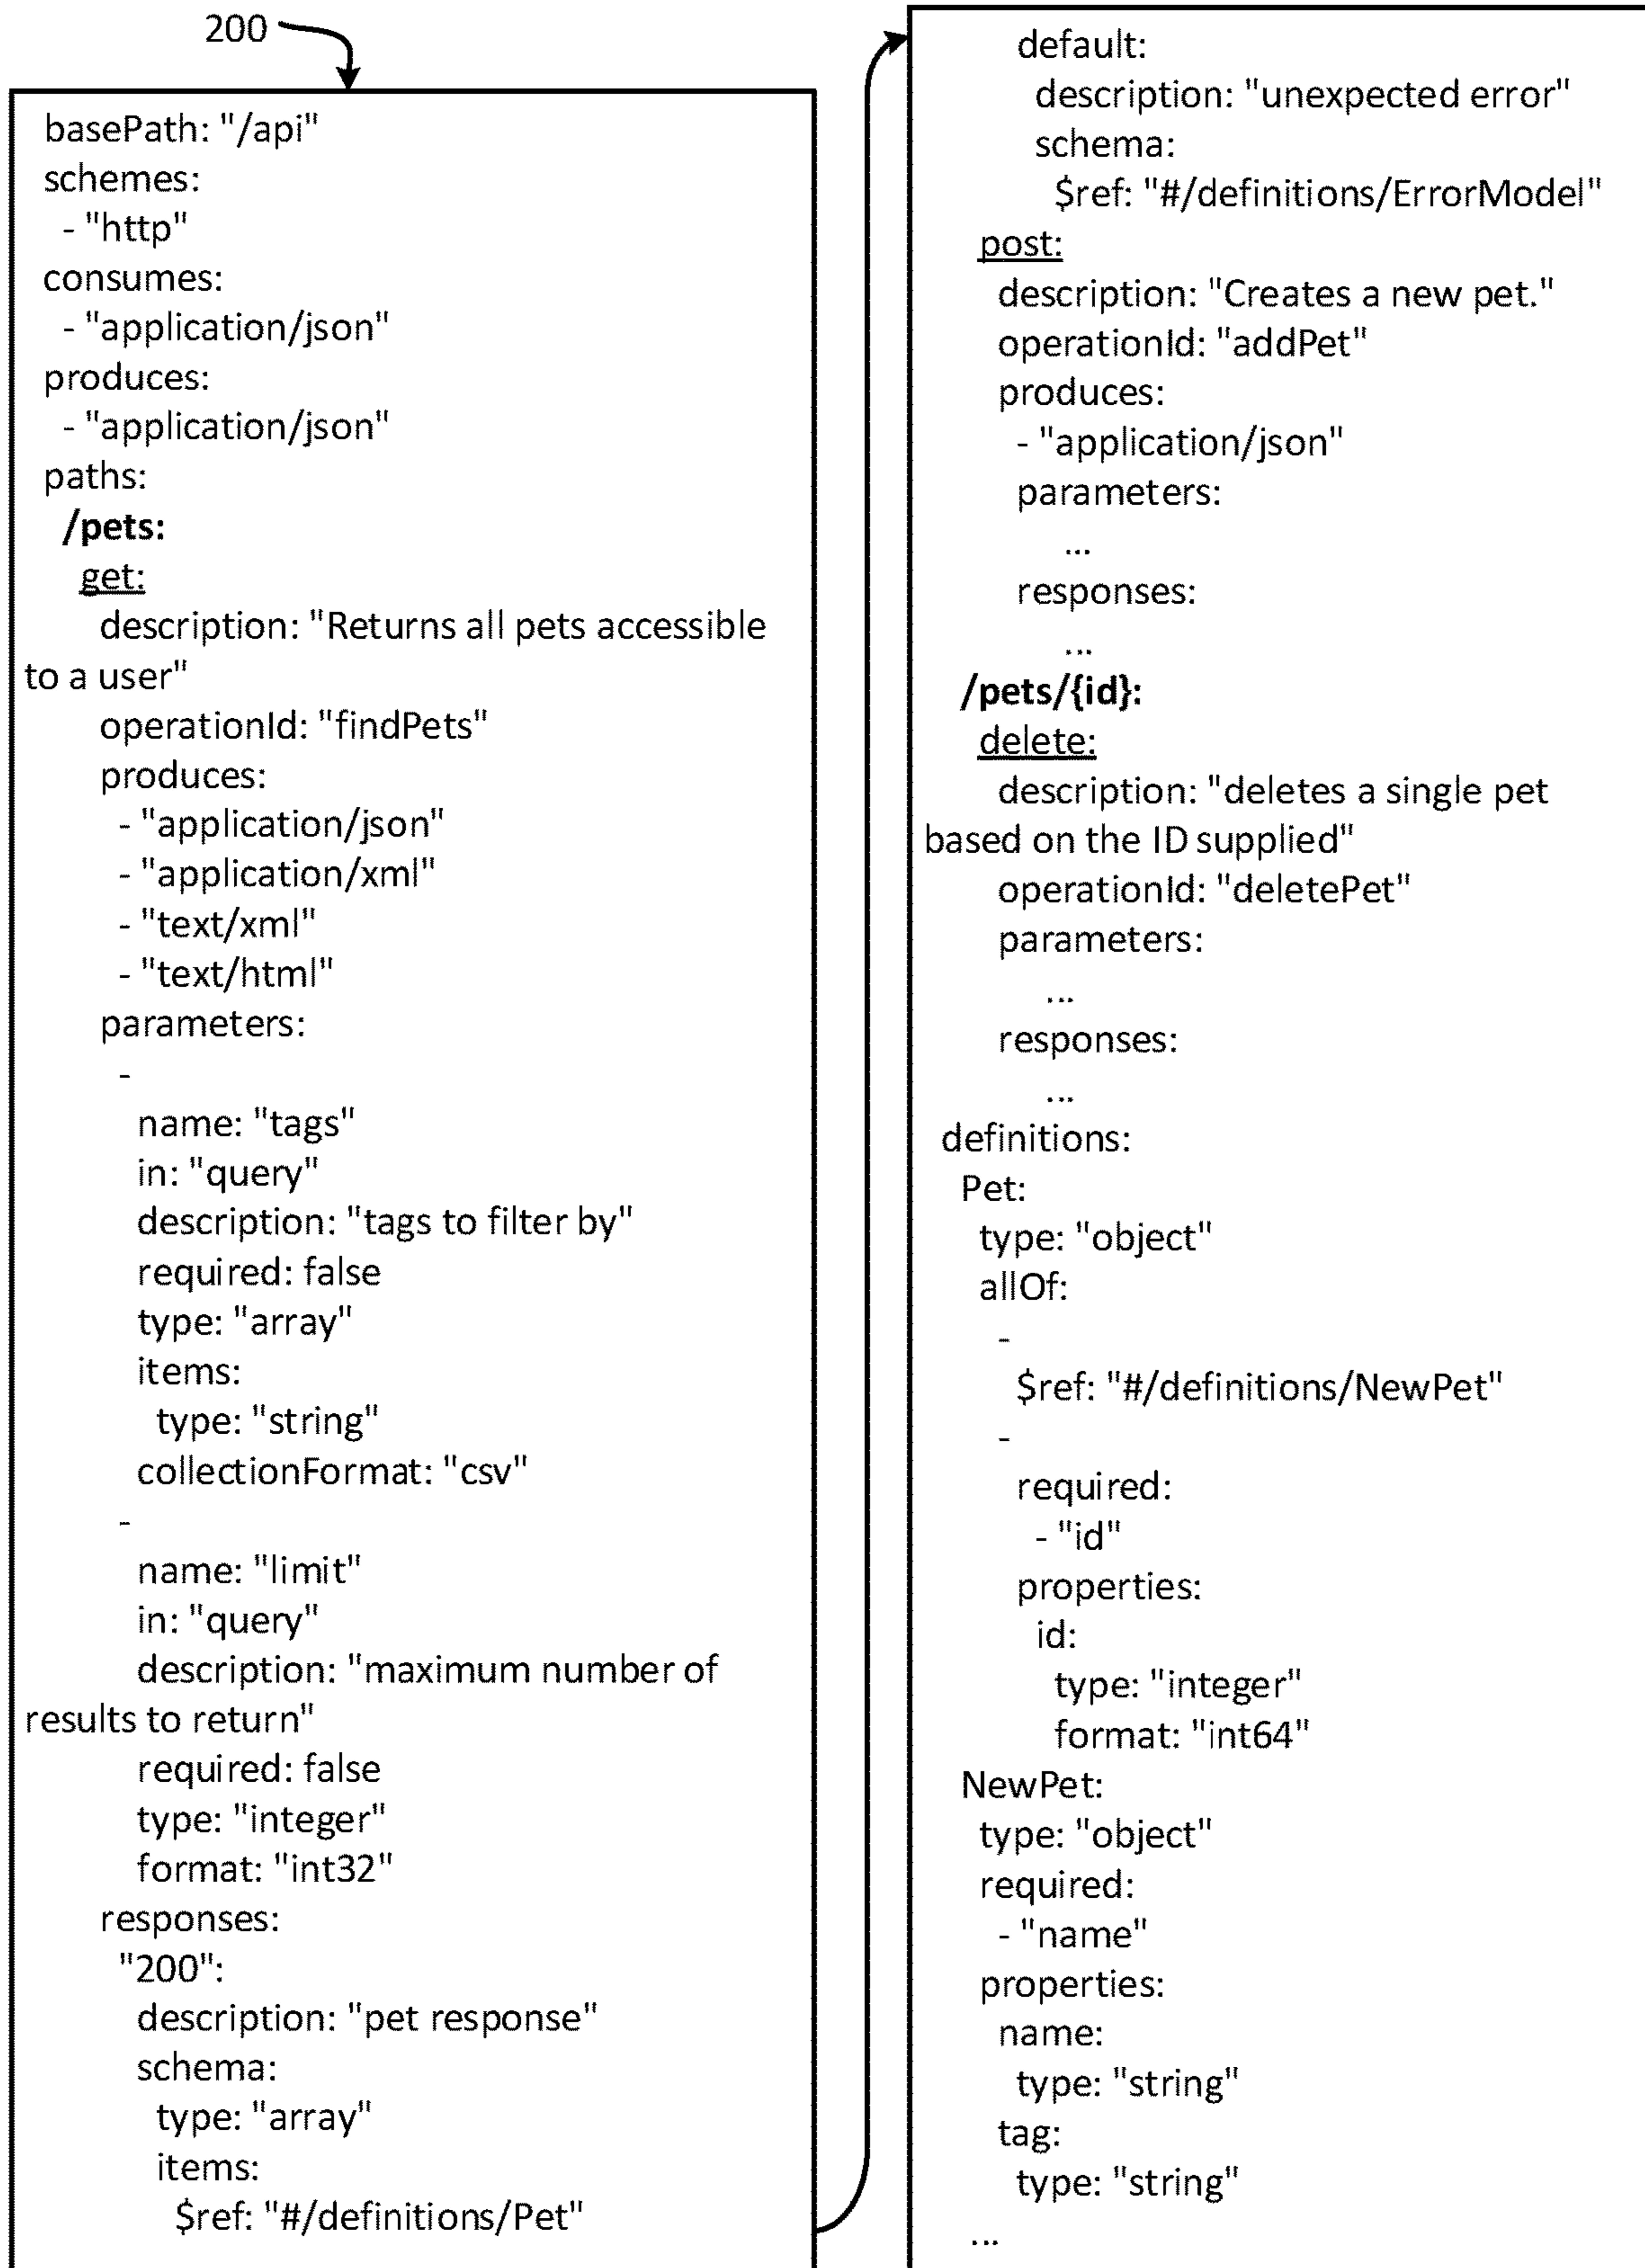 200
basePath: "/api"
schemes:
- "http"
consumes:
- "application/json"
produces:
- "application/json"
paths:
/pets:
get:
description: "Returns all pets accessible
to a user"
operationId: "findPets"
produces:
- "application/json"
- "application/xml"
- "text/xml"
- "text/html"
parameters:
-
name: "tags"
in: "query"
description: "tags to filter by"
required: false
type: "array"
items:
type: "string"
collectionFormat: "csv"
-
name: "limit"
in: "query"
description: "maximum number of
results to return"
required: false
type: "integer"
format: "int32"
responses:
"200":
description: "pet response"
schema:
type: "array"
items:
$ref: "#/definitions/Pet"
default:
description: "unexpected error"
schema:
$ref: "#/definitions/ErrorModel"
post:
description: "Creates a new pet."
operationId: "addPet"
produces:
- "application/json"
parameters:
...
responses:
...
/pets/{id}:
delete:
description: "deletes a single pet
based on the ID supplied"
operationId: "deletePet"
parameters:
...
responses:
...
definitions:
Pet:
type: "object"
allOf:
-
$ref: "#/definitions/NewPet"
-
required:
- "id"
properties:
id:
type: "integer"
format: "int64"
NewPet:
type: "object"
required:
- "name"
properties:
name:
type: "string"
tag:
type: "string"
...